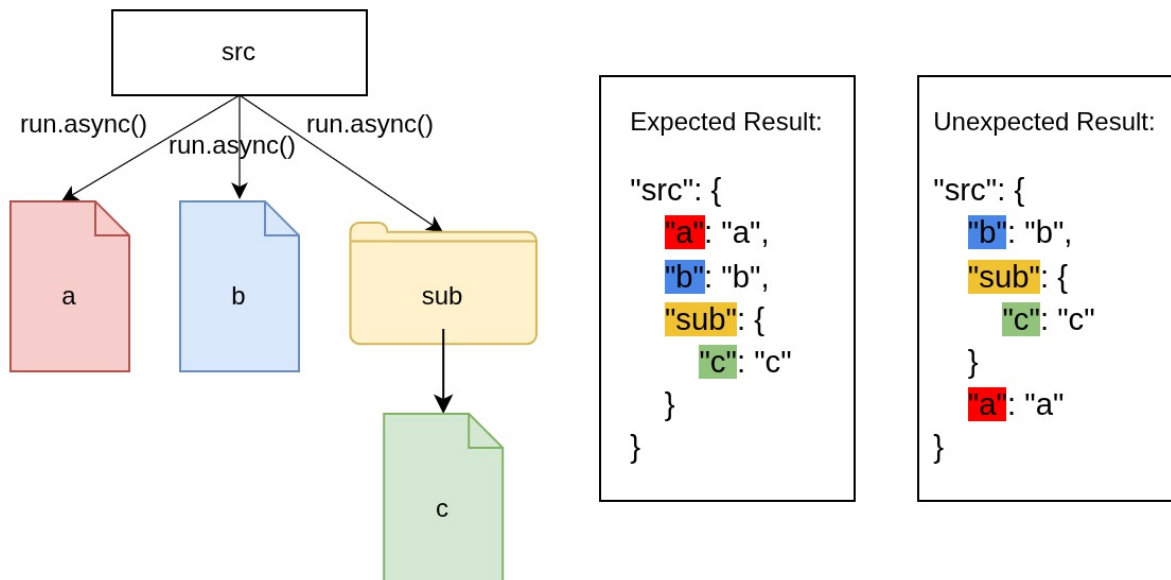 src
run.async()
run.async()
run.async()
a
b
sub
c
Expected Result:
"src": {
"a": "a",
"b": "b",
"sub": {
"c": "c"
}
}
Unexpected Result:
"src": {
"b": "b",
"sub": {
"c": "c"
}
"a": "a"
}